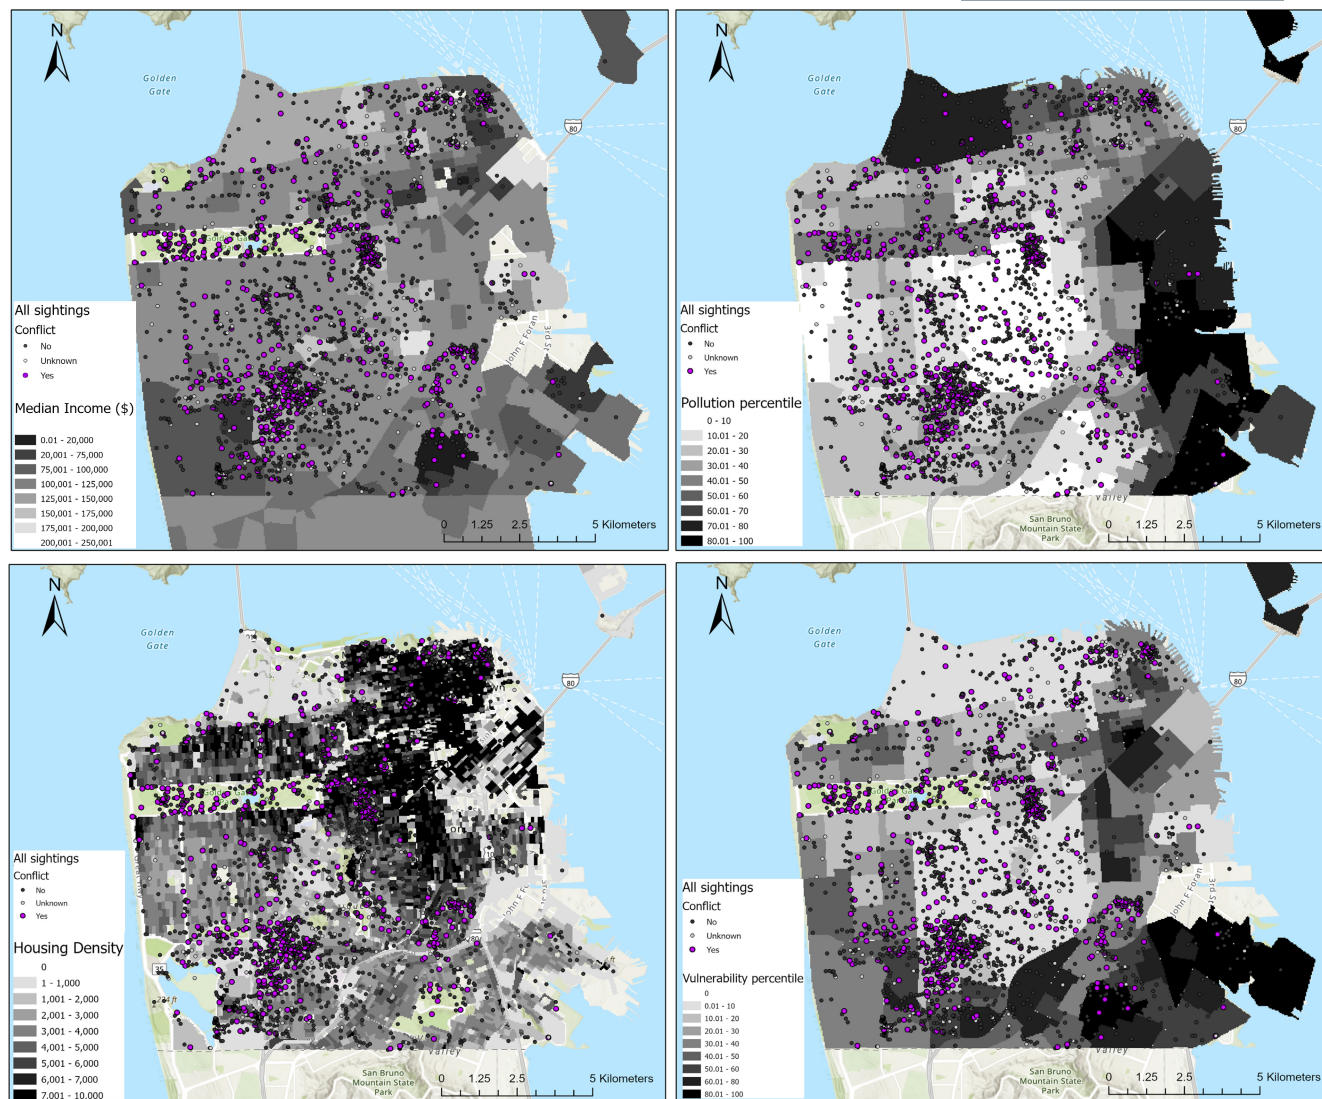 N
Golden
Gate
80
Golden Gate
John F Foran
3rd St
All sightings
Conflict
No
Unknown
Yes
Median Income ($)
0.01 - 20,000
20,001 - 75,000
75,001 - 100,000
100,001 - 125,000
125,001 - 150,000
150,001 - 175,000
175,001 - 200,000
200,001 - 251,001
0 1.25 2.5 5 Kilometers
N
Golden
Gate
80
All sightings
Conflict
No
Unknown
Yes
Pollution percentile
0 - 10
10.01 - 20
20.01 - 30
30.01 - 40
40.01 - 50
50.01 - 60
60.01 - 70
70.01 - 80
80.01 - 100
Valley
San Bruno
Mountain State
Park
0 1.25 2.5 5 Kilometers
N
Golden
Gate
80
All sightings
Conflict
No
Unknown
Yes
Housing Density
0
1 - 1,000
1,001 - 2,000
2,001 - 3,000
3,001 - 4,000
4,001 - 5,000
5,001 - 6,000
6,001 - 7,000
7,001 - 10,000
35
Valley
San Bruno
Mountain State
Park
0 1.25 2.5 5 Kilometers
N
Golden
Gate
80
John F Foran
3rd St
All sightings
Conflict
No
Unknown
Yes
Vulnerability percentile
0
0.01 - 10
10.01 - 20
20.01 - 30
30.01 - 40
40.01 - 50
50.01 - 60
60.01 - 80
80.01 - 100
Valley
San Bruno
Mountain State
Park
0 1.25 2.5 5 Kilometers